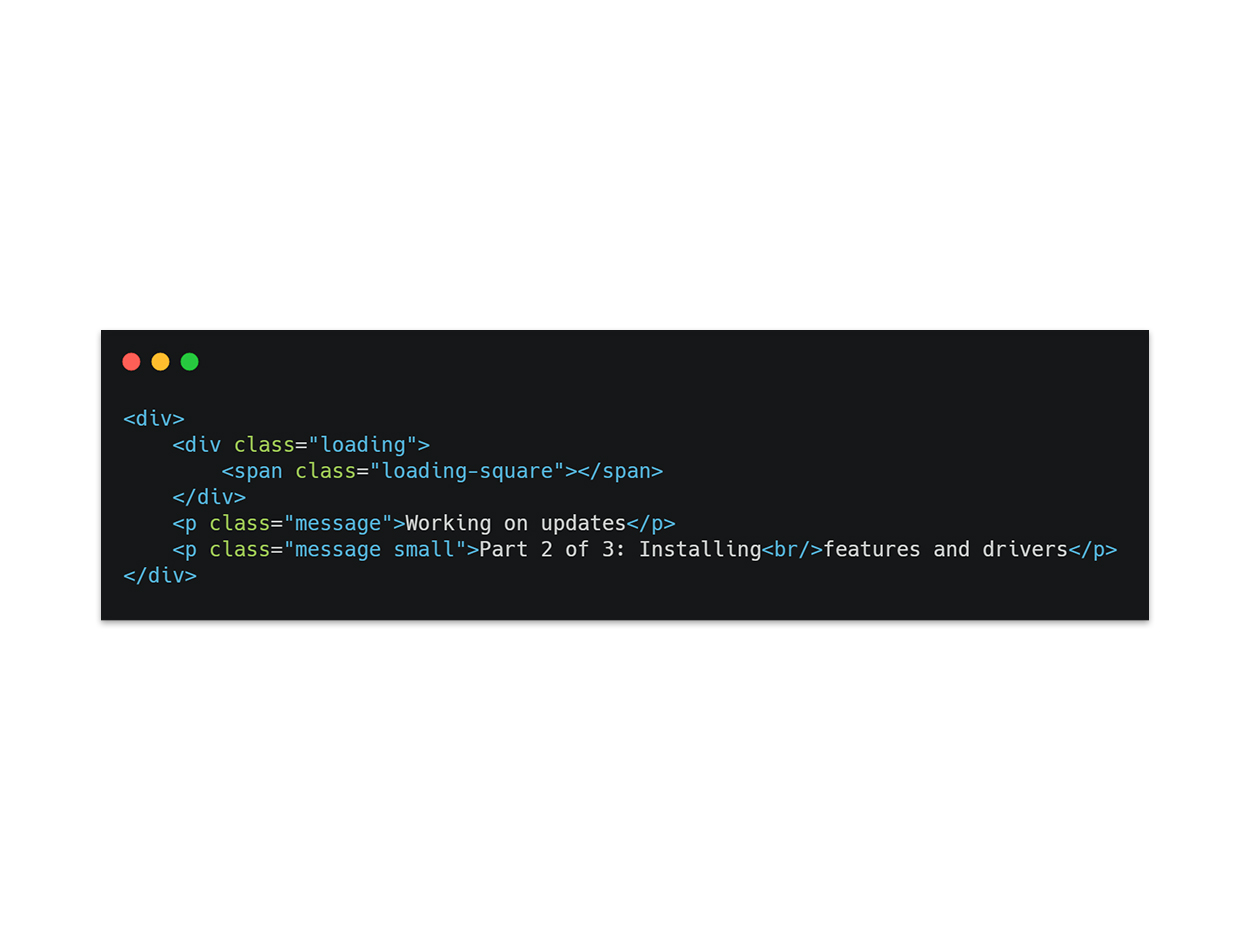 <div>
    <div class="loading">
        <span class="loading-square"></span>
    </div>
    <p class="message">Working on updates</p>
    <p class="message small">Part 2 of 3: Installing<br/>features and drivers</p>
</div>